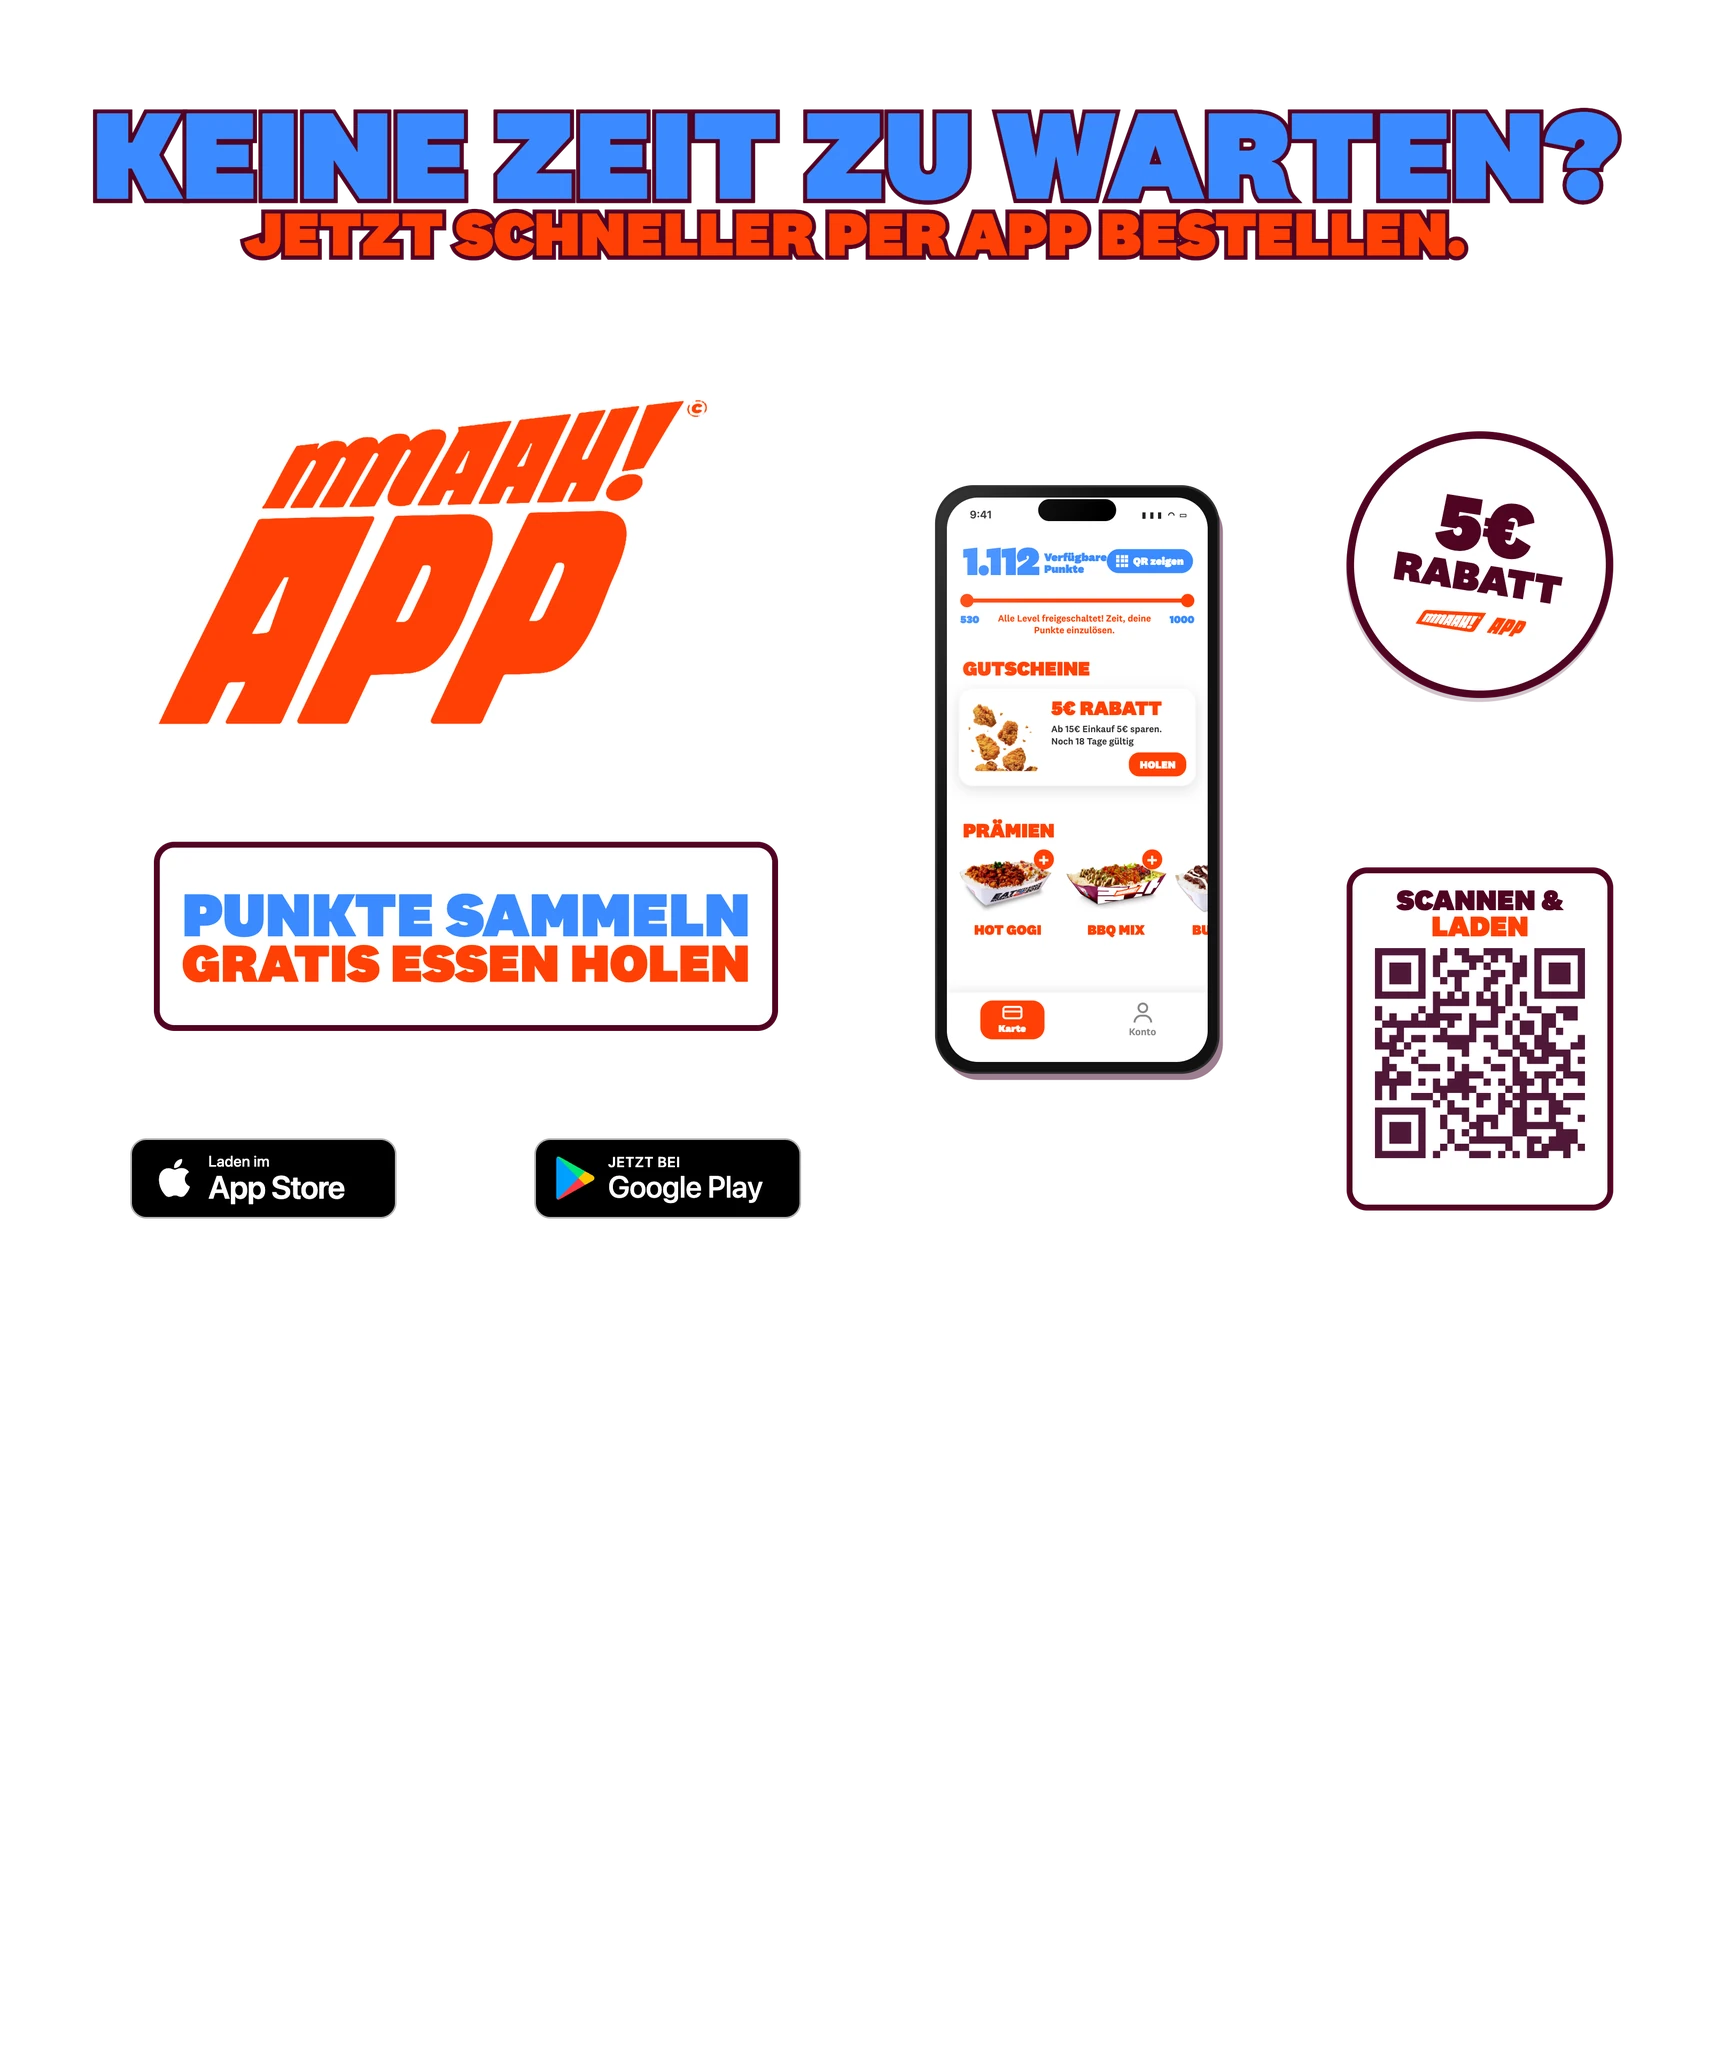 KEINE ZEIT ZU WARTEN?
JETZT SCHNELLER PER APP BESTELLEN.
mmAAH! ©
APP
PUNKTE SAMMELN
GRATIS ESSEN HOLEN
Laden im
App Store
JETZT BEI
Google Play
9:41
1.112 Verfügbare
Punkte
QR zeigen
530
Alle Level freigeschaltet! Zeit, deine
Punkte einzulösen.
1000
GUTSCHEINE
5€ RABATT
Ab 15€ Einkauf 5€ sparen.
Noch 18 Tage gültig
HOLEN
PRÄMIEN
HOT GOGI
BBQ MIX
BU
Karte
Konto
5€
RABATT
mmAAH! APP
SCANNEN &
LADEN